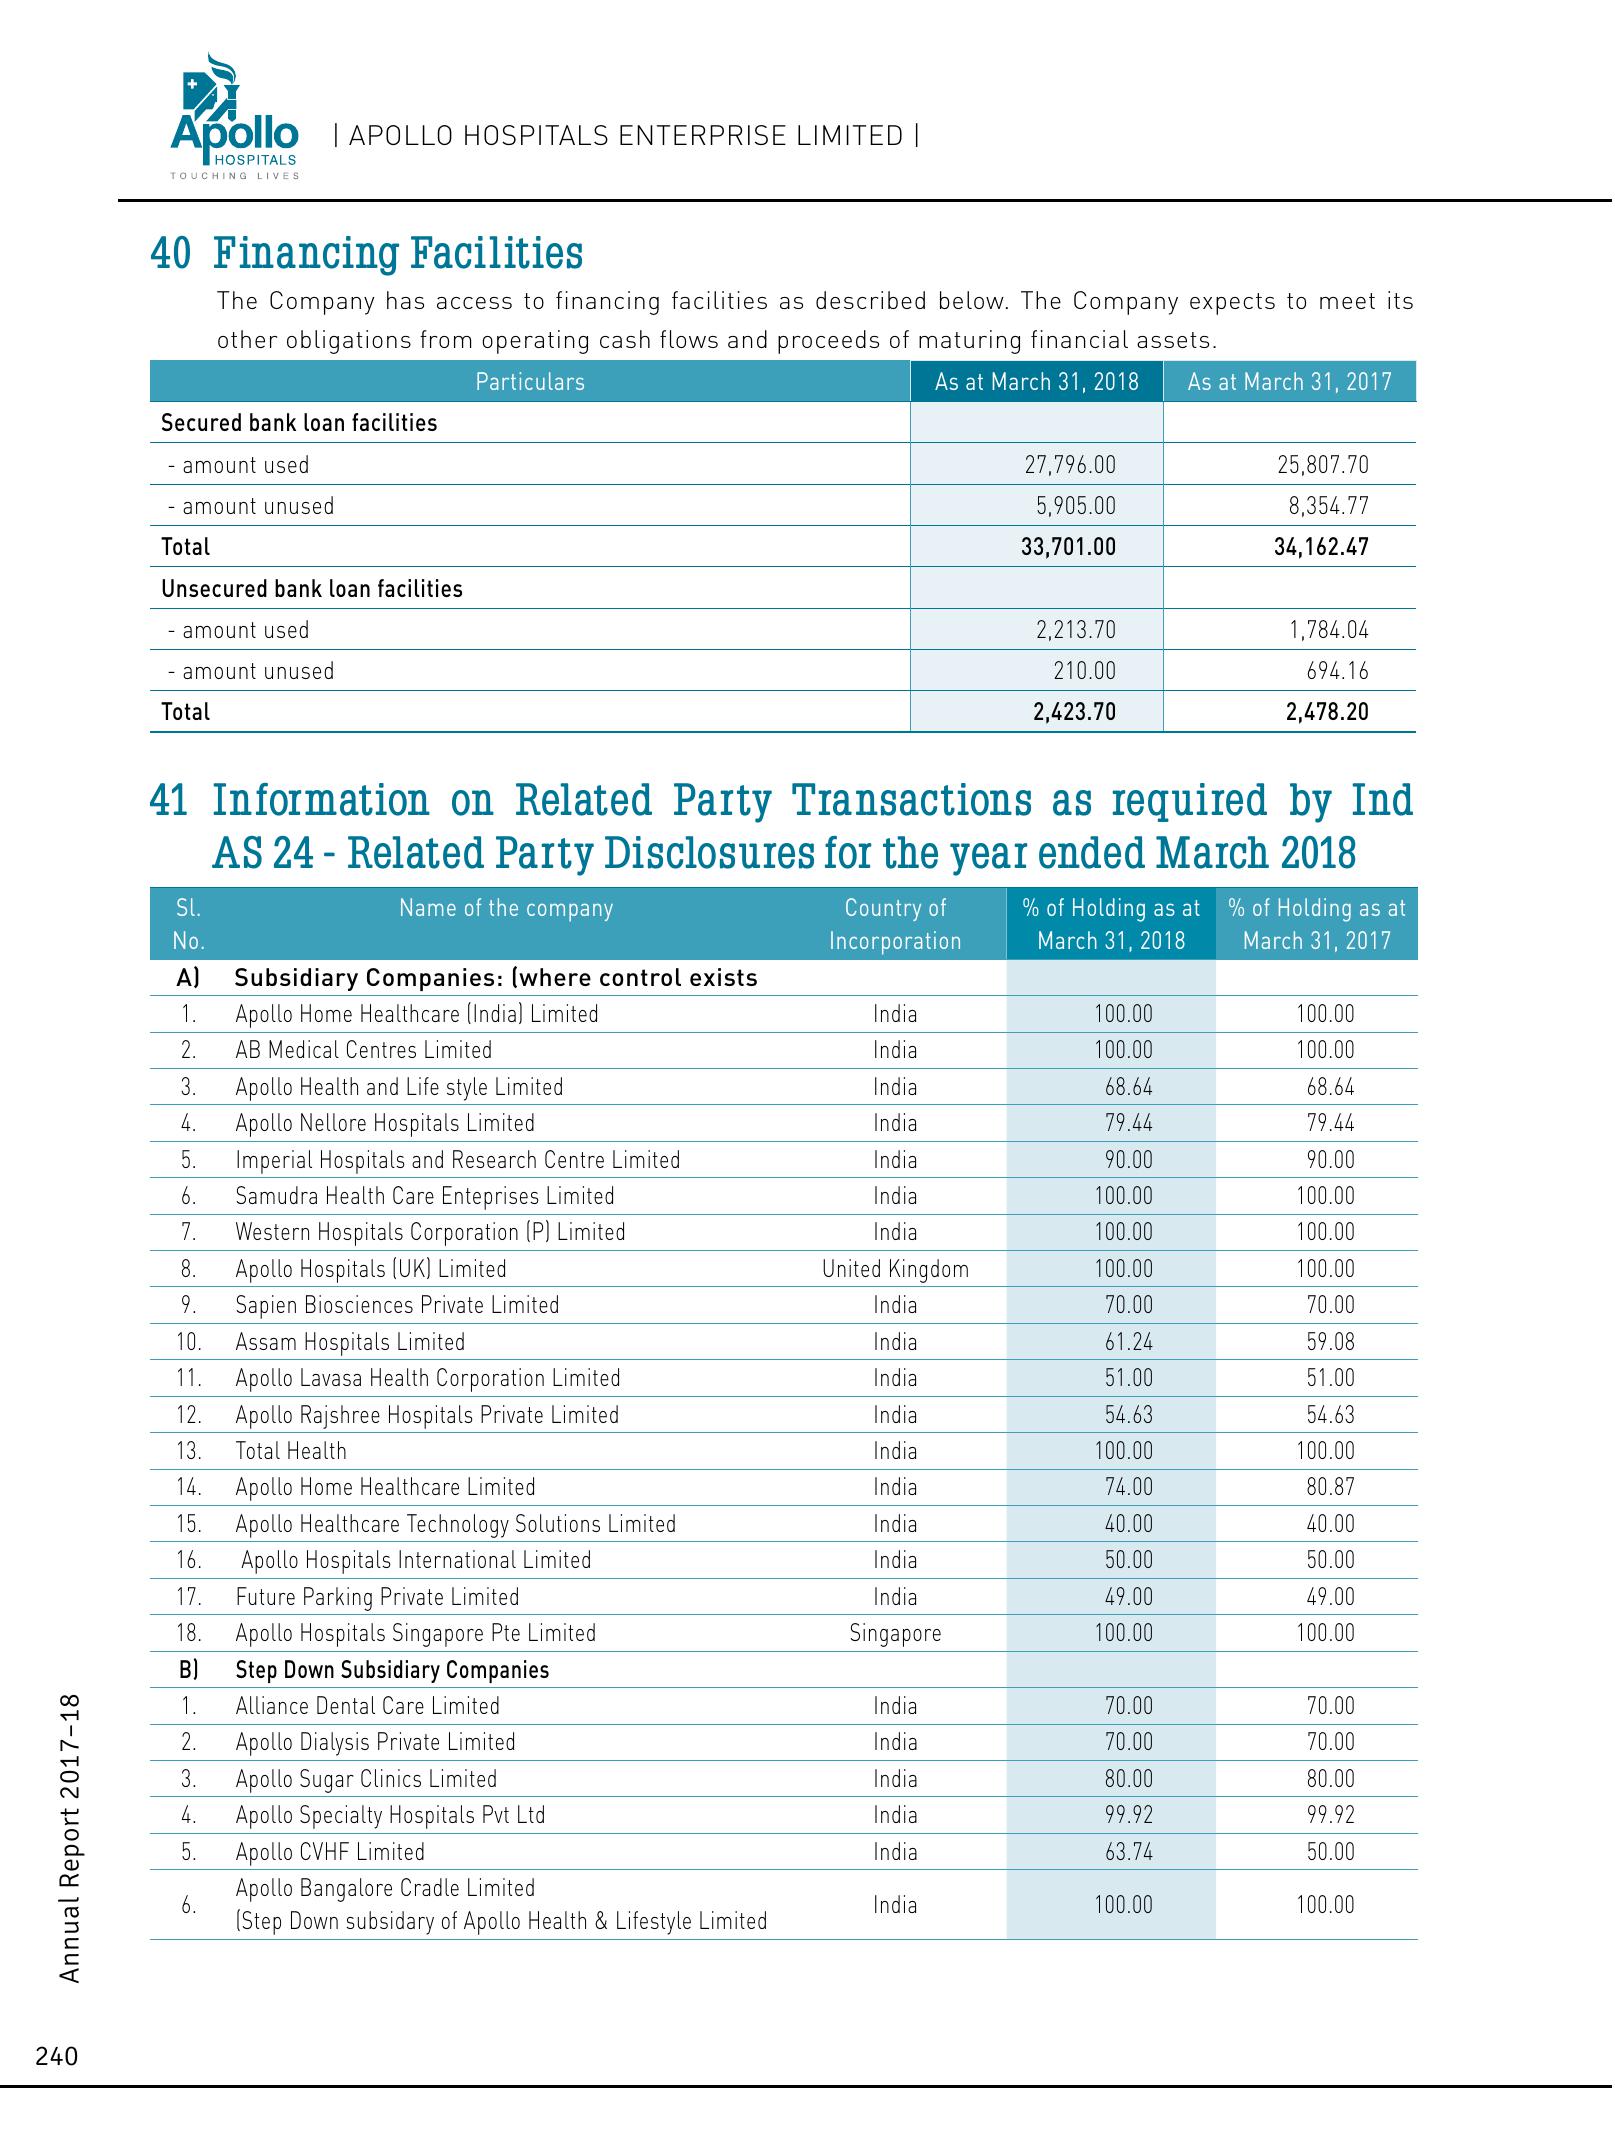 Apollo
HOSPITALS
TOUCHING LIVES
| APOLLO HOSPITALS ENTERPRISE LIMITED |
40 Financing Facilities
The Company has access to financing facilities as described below. The Company expects to meet its
other obligations from operating cash flows and proceeds of maturing financial assets.
Particulars As at March 31, 2018 As at March 31, 2017
Secured bank loan facilities
- amount used 27,796.00 25,807.70
- amount unused 5,905.00 8,354.77
Total 33,701.00 34,162.47
Unsecured bank loan facilities
- amount used 2,213.70 1,784.04
- amount unused 210.00 694.16
Total 2,423.70 2,478.20
41 Information on Related Party Transactions as required by Ind
AS 24 - Related Party Disclosures for the year ended March 2018
Sl. Name of the company Country of % of Holding as at % of Holding as at
No. Incorporation March 31, 2018 March 31, 2017
A) Subsidiary Companies: (where control exists
1. Apollo Home Healthcare (India) Limited India 100.00 100.00
2. AB Medical Centres Limited India 100.00 100.00
3. Apollo Health and Life style Limited India 68.64 68.64
4. Apollo Nellore Hospitals Limited India 79.44 79.44
5. Imperial Hospitals and Research Centre Limited India 90.00 90.00
6. Samudra Health Care Enteprises Limited India 100.00 100.00
7. Western Hospitals Corporation (P) Limited India 100.00 100.00
8. Apollo Hospitals (UK) Limited United Kingdom 100.00 100.00
9. Sapien Biosciences Private Limited India 70.00 70.00
10. Assam Hospitals Limited India 61.24 59.08
11. Apollo Lavasa Health Corporation Limited India 51.00 51.00
12. Apollo Rajshree Hospitals Private Limited India 54.63 54.63
13. Total Health India 100.00 100.00
14. Apollo Home Healthcare Limited India 74.00 80.87
15. Apollo Healthcare Technology Solutions Limited India 40.00 40.00
16. Apollo Hospitals International Limited India 50.00 50.00
17. Future Parking Private Limited India 49.00 49.00
18. Apollo Hospitals Singapore Pte Limited Singapore 100.00 100.00
B) Step Down Subsidiary Companies
1. Alliance Dental Care Limited India 70.00 70.00
2. Apollo Dialysis Private Limited India 70.00 70.00
3. Apollo Sugar Clinics Limited India 80.00 80.00
4. Apollo Specialty Hospitals Pvt Ltd India 99.92 99.92
5. Apollo CVHF Limited India 63.74 50.00
6. Apollo Bangalore Cradle Limited India 100.00 100.00
(Step Down subsidary of Apollo Health & Lifestyle Limited
Annual Report 2017-18
240